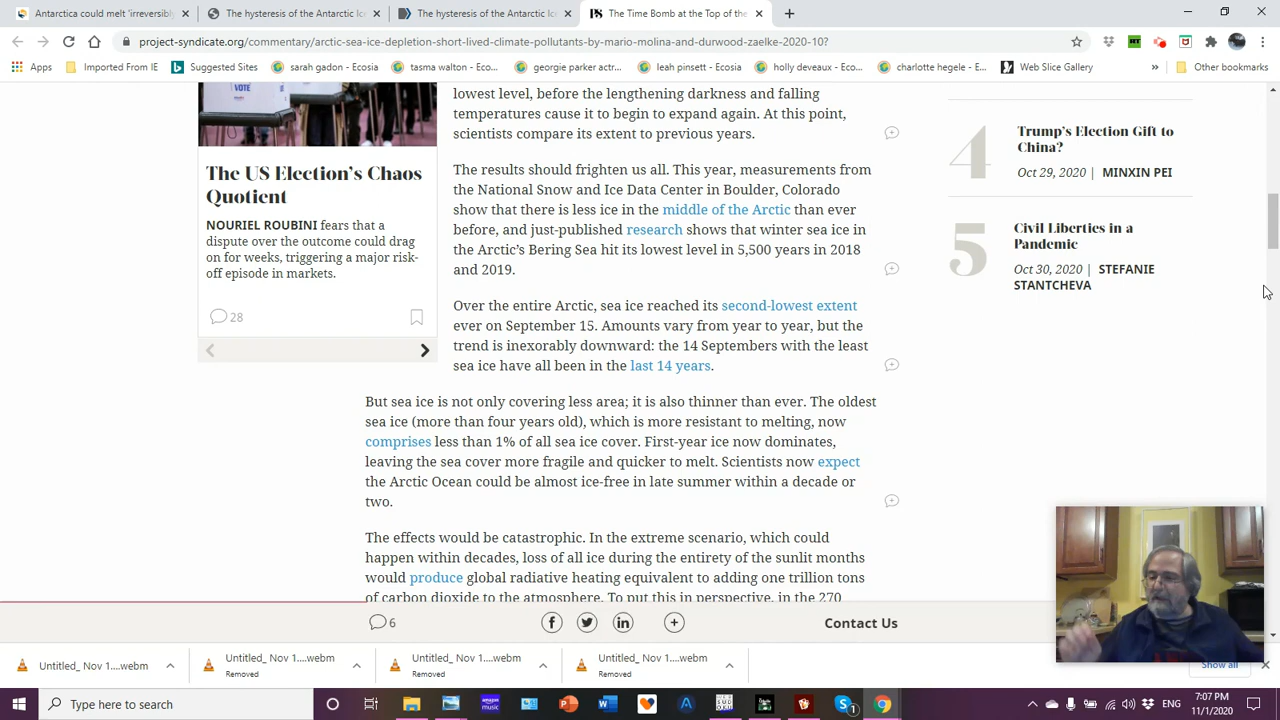 Antarctica could melt 'irreversibly
The hysteresis of the Antarctic Ice
The hysteresis of the Antarctic Ice
The Time Bomb at the Top of the
project-syndicate.org/commentary/arctic-sea-ice-depletion-short-lived-climate-pollutants-by-mario-molina-and-durwood-zaelke-2020-10?
Apps
Imported From IE
Suggested Sites
sarah gadon - Ecosia
tasma walton - Eco...
georgie parker actr...
leah pinsett - Ecosia
holly deveaux - Eco...
charlotte hegele - E...
Web Slice Gallery
»
Other bookmarks
VOTE
The US Election's Chaos
Quotient
NOURIEL ROUBINI fears that a
dispute over the outcome could drag
on for weeks, triggering a major risk-
off episode in markets.
28
lowest level, before the lengthening darkness and falling
temperatures cause it to begin to expand again. At this point,
scientists compare its extent to previous years.
The results should frighten us all. This year, measurements from
the National Snow and Ice Data Center in Boulder, Colorado
show that there is less ice in the middle of the Arctic than ever
before, and just-published research shows that winter sea ice in
the Arctic's Bering Sea hit its lowest level in 5,500 years in 2018
and 2019.
Over the entire Arctic, sea ice reached its second-lowest extent
ever on September 15. Amounts vary from year to year, but the
trend is inexorably downward: the 14 Septembers with the least
sea ice have all been in the last 14 years.
But sea ice is not only covering less area; it is also thinner than ever. The oldest
sea ice (more than four years old), which is more resistant to melting, now
comprises less than 1% of all sea ice cover. First-year ice now dominates,
leaving the sea cover more fragile and quicker to melt. Scientists now expect
the Arctic Ocean could be almost ice-free in late summer within a decade or
two.
The effects would be catastrophic. In the extreme scenario, which could
happen within decades, loss of all ice during the entirety of the sunlit months
would produce global radiative heating equivalent to adding one trillion tons
of carbon dioxide to the atmosphere. To put this in perspective, in the 270
4
Trump's Election Gift to
China?
Oct 29, 2020 | MINXIN PEI
5
Civil Liberties in a
Pandemic
Oct 30, 2020 | STEFANIE
STANTCHEVA
6
Contact Us
Untitled_ Nov 1....webm
Untitled_ Nov 1....webm
Removed
Untitled_ Nov 1....webm
Removed
Untitled_ Nov 1....webm
Removed
Show all
Type here to search
ENG
7:07 PM
11/1/2020